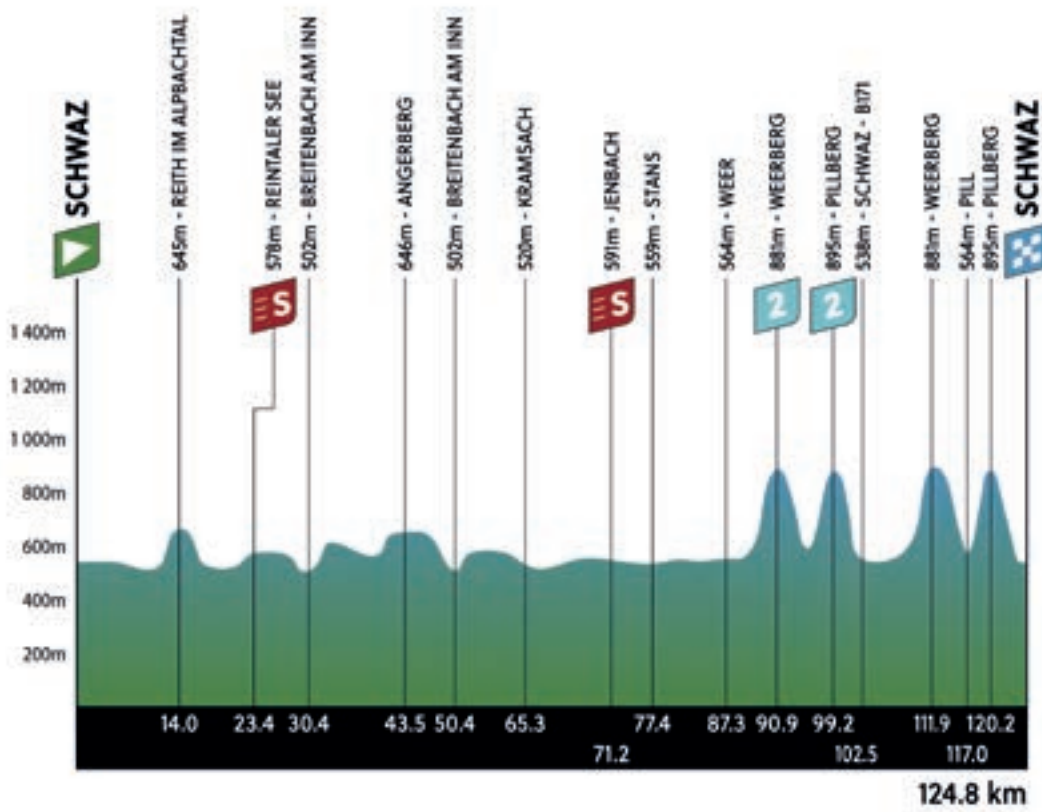 SCHWAZ
645m - REITH IM ALPBACHTAL
578m - REINTALER SEE
502m - BREITENBACH AM INN
646m - ANGERBERG
502m - BREITENBACH AM INN
520m - KRAMSACH
591m - JENBACH
559m - STANS
564m - WEER
881m - WEERBERG
895m - PILLBERG
538m - SCHWAZ - B171
881m - WEERBERG
564m - PILL
895m - PILLBERG
SCHWAZ
S
S
2
2
1 400m
1 200m
1 000m
800m
600m
400m
200m
14.0 23.4 30.4 43.5 50.4 65.3 77.4 87.3 90.9 99.2 111.9 120.2
71.2 102.5 117.0
124.8 km